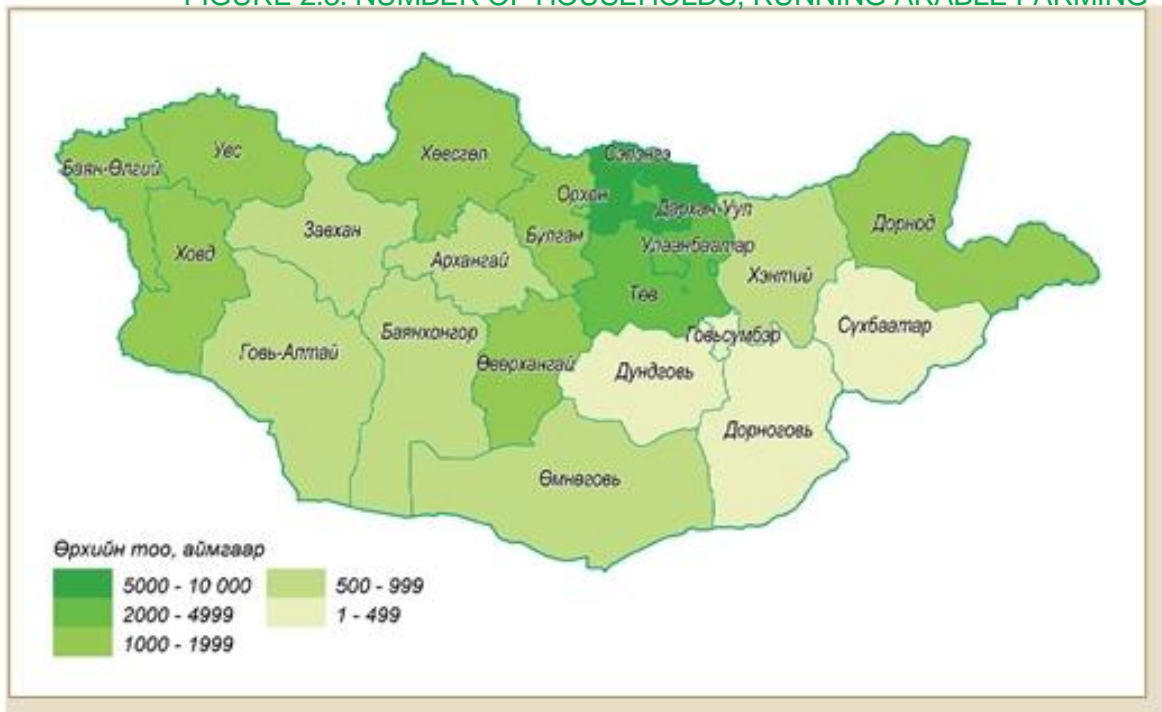 FIGURE 2.3. NUMBER OF HOUSEHOLDS, RUNNING ARABLE FARMING
Баян-Өлгий
Увс
Хөвсгөл
Сэлэнгэ
Орхон
Дархан-Уул
Завхан
Ховд
Булган
Улаанбаатар
Дорнод
Архангай
Хэнтий
Төв
Баянхонгор
Говьсүмбэр
Сүхбаатар
Говь-Алтай
Өвөрхангай
Дундговь
Дорноговь
Өмнөговь
Өрхийн тоо, аймгаар
5000 - 10 000
500 - 999
2000 - 4999
1 - 499
1000 - 1999